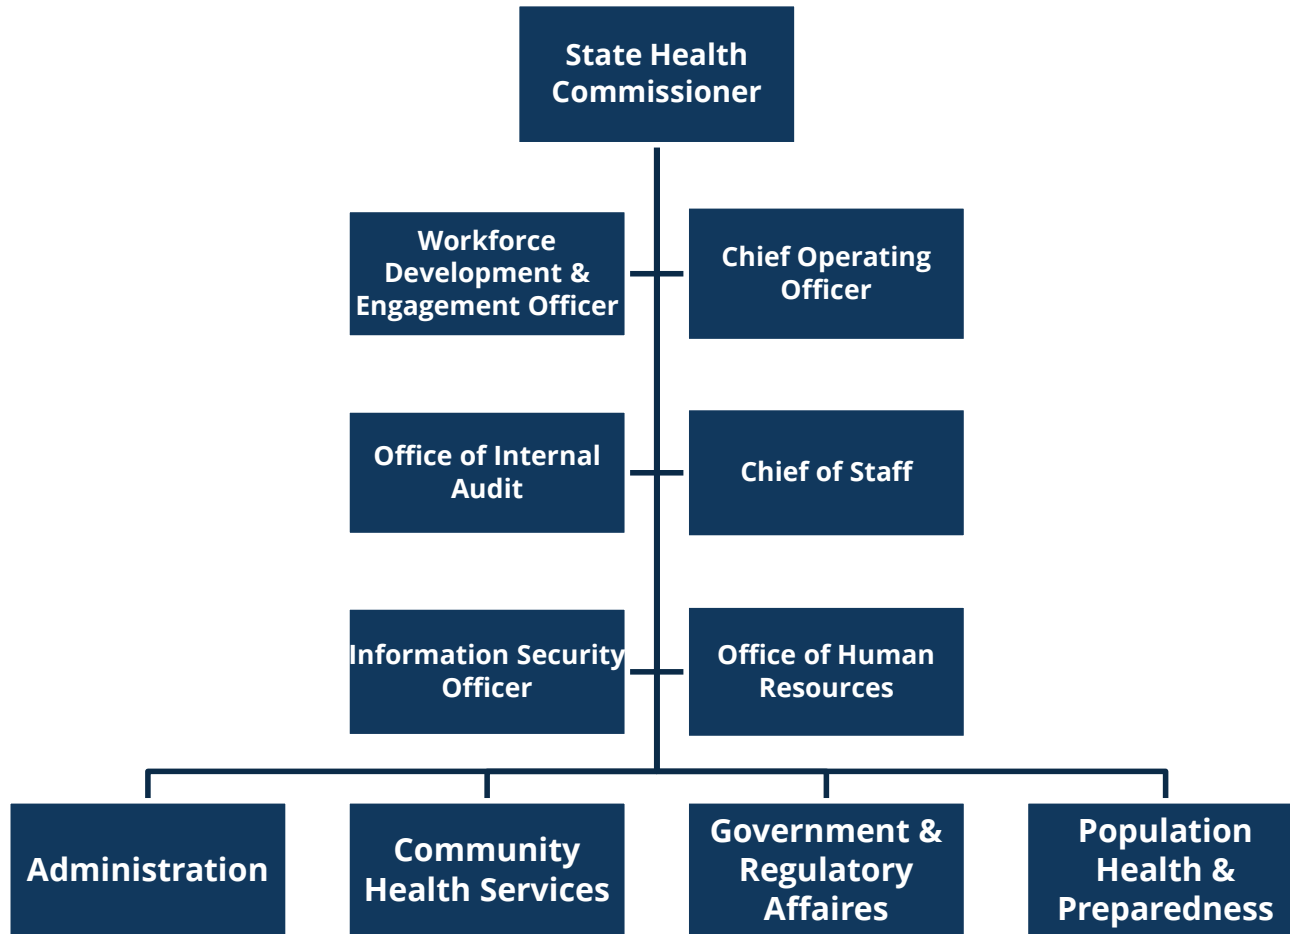 State Health
Commissioner
Workforce
Development &
Engagement Officer
Chief Operating
Officer
Office of Internal
Audit
Chief of Staff
Information Security
Officer
Office of Human
Resources
Administration
Community
Health Services
Government &
Regulatory
Affaires
Population
Health &
Preparedness